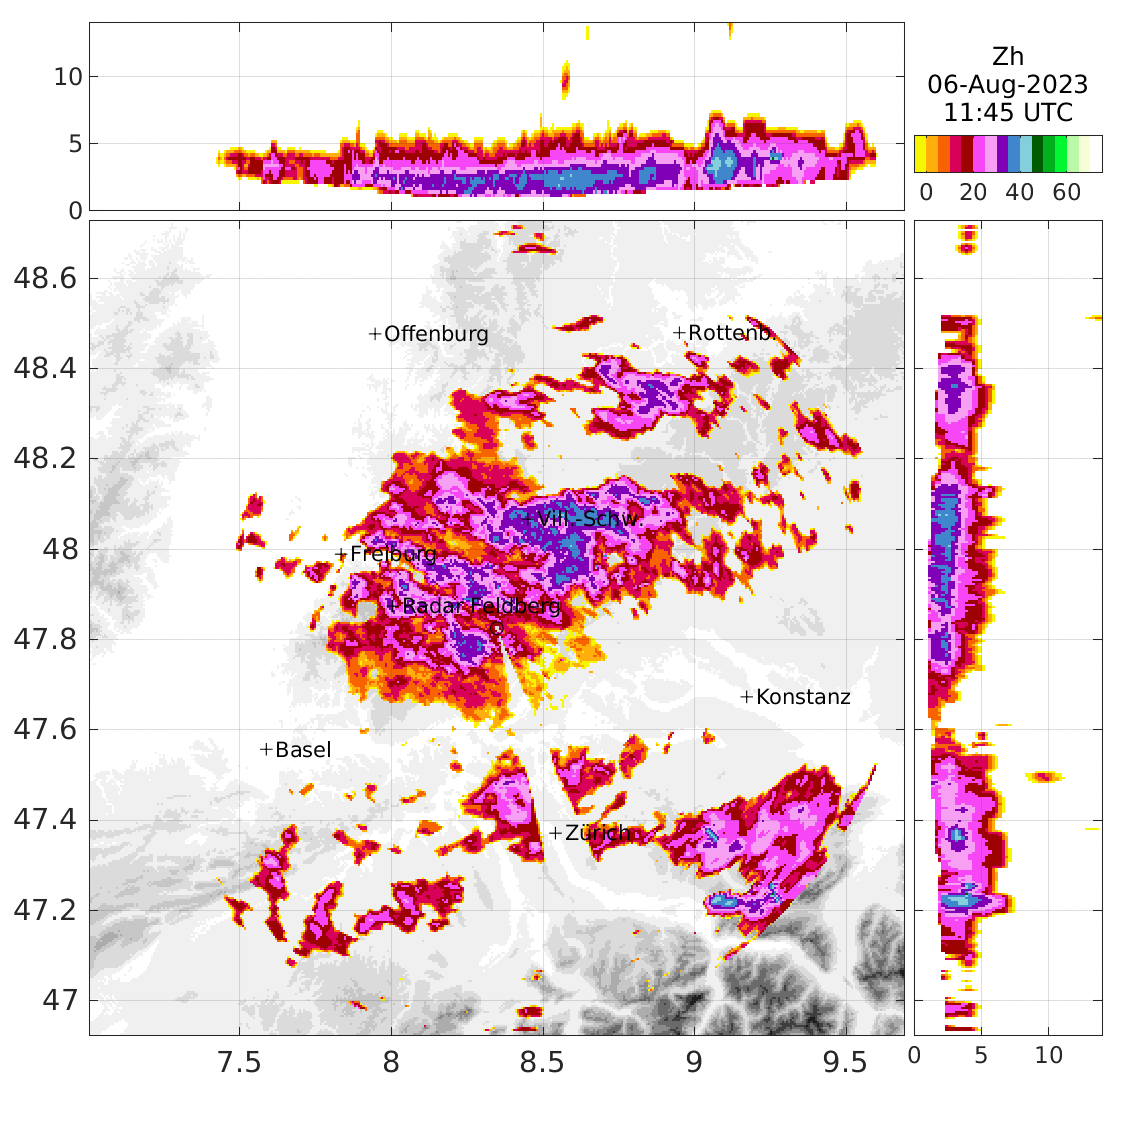 10
5
0
Zh
06-Aug-2023
11:45 UTC
0 20 40 60
48.6
48.4
48.2
48
47.8
47.6
47.4
47.2
47
+Offenburg
+Rottenb.
+Vill.-Schw.
+Freiburg
+Radar Feldberg
+Konstanz
+Basel
+Zürich
7.5 8 8.5 9 9.5
0 5 10